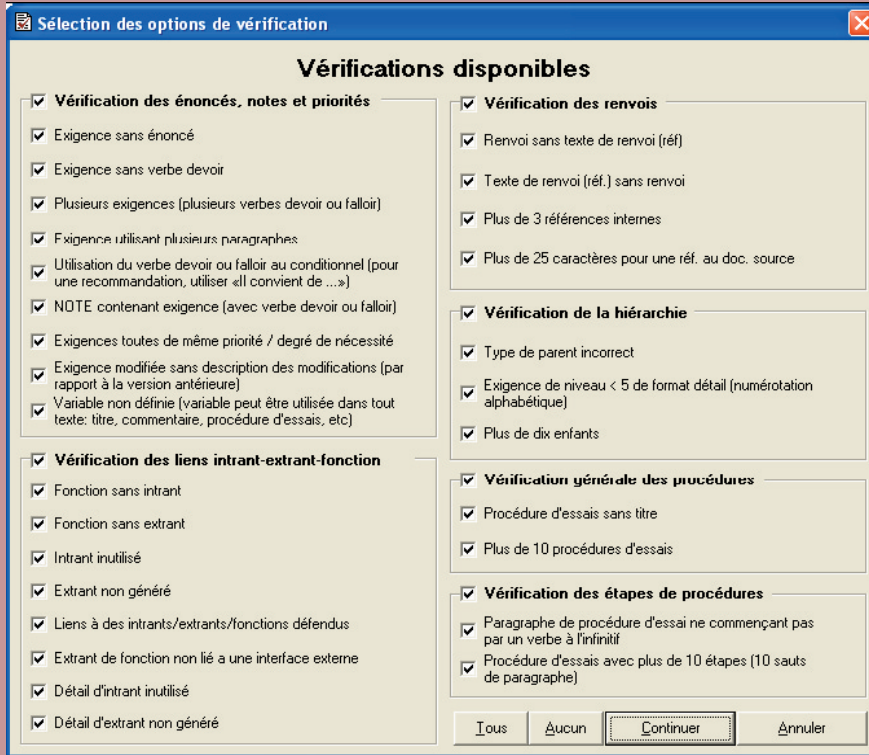 Sélection des options de vérification
Vérifications disponibles
Vérification des énoncés, notes et priorités
Exigence sans énoncé
Exigence sans verbe devoir
Plusieurs exigences (plusieurs verbes devoir ou falloir)
Exigence utilisant plusieurs paragraphes
Utilisation du verbe devoir ou falloir au conditionnel (pour
une recommandation, utiliser «Il convient de ...»)
NOTE contenant exigence (avec verbe devoir ou falloir)
Exigences toutes de même priorité / degré de nécessité
Exigence modifiée sans description des modifications (par
rapport à la version antérieure)
Variable non définie (variable peut être utilisée dans tout
texte: titre, commentaire, procédure d'essais, etc)
Vérification des liens intrant-extrant-fonction
Fonction sans intrant
Fonction sans extrant
Intrant inutilisé
Extrant non généré
Liens à des intrants/extrants/fonctions défendus
Extrant de fonction non lié a une interface externe
Détail d'intrant inutilisé
Détail d'extrant non généré
Vérification des renvois
Renvoi sans texte de renvoi (réf)
Texte de renvoi (réf.) sans renvoi
Plus de 3 références internes
Plus de 25 caractères pour une réf. au doc. source
Vérification de la hiérarchie
Type de parent incorrect
Exigence de niveau < 5 de format détail (numérotation
alphabétique)
Plus de dix enfants
Vérification générale des procédures
Procédure d'essais sans titre
Plus de 10 procédures d'essais
Vérification des étapes de procédures
Paragraphe de procédure d'essai ne commençant pas
par un verbe à l'infinitif
Procédure d'essais avec plus de 10 étapes (10 sauts
de paragraphe)
Tous Aucun Continuer Annuler